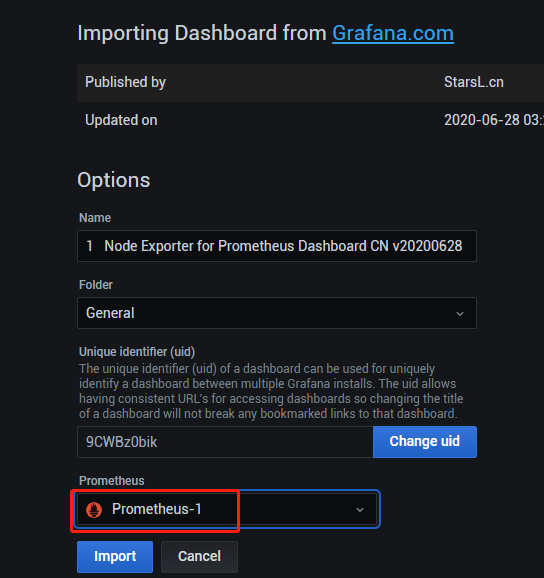 Importing Dashboard from Grafana.com
Published by StarsL.cn
Updated on 2020-06-28 03:
Options
Name
1 Node Exporter for Prometheus Dashboard CN v20200628
Folder
General
Unique identifier (uid)
The unique identifier (uid) of a dashboard can be used for uniquely
identify a dashboard between multiple Grafana installs. The uid allows
having consistent URL's for accessing dashboards so changing the title
of a dashboard will not break any bookmarked links to that dashboard.
9CWBz0bik Change uid
Prometheus
Prometheus-1
Import Cancel